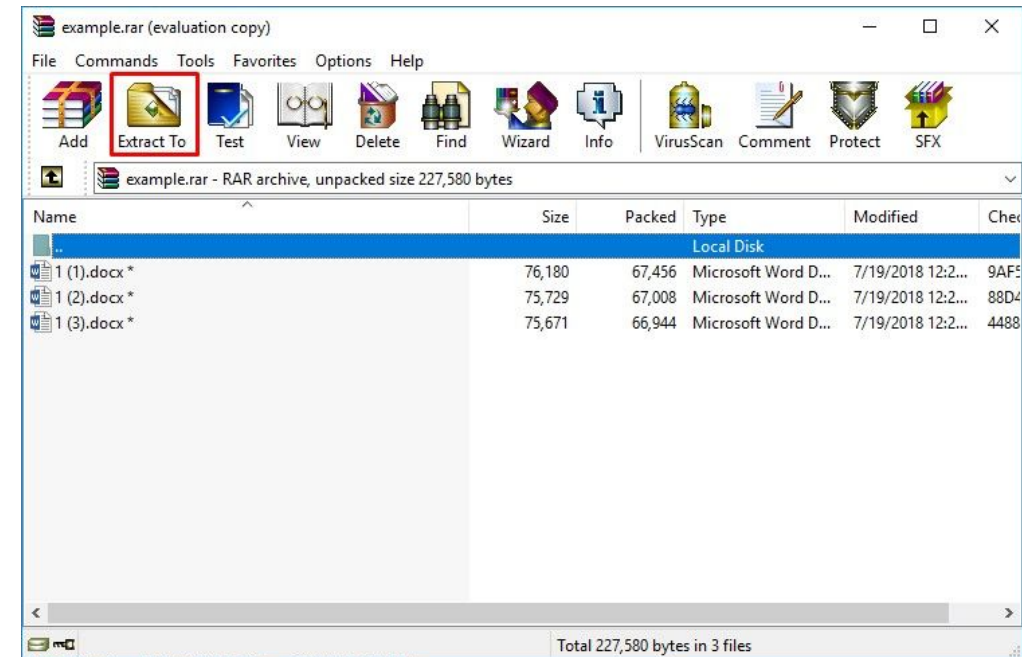 example.rar (evaluation copy)
File Commands Tools Favorites Options Help
Add Extract To Test View Delete Find Wizard Info VirusScan Comment Protect SFX
example.rar - RAR archive, unpacked size 227,580 bytes
Name Size Packed Type Modified Chec
.. Local Disk
1 (1).docx * 76,180 67,456 Microsoft Word D... 7/19/2018 12:2... 9AF5
1 (2).docx * 75,729 67,008 Microsoft Word D... 7/19/2018 12:2... 88D4
1 (3).docx * 75,671 66,944 Microsoft Word D... 7/19/2018 12:2... 4488
Total 227,580 bytes in 3 files